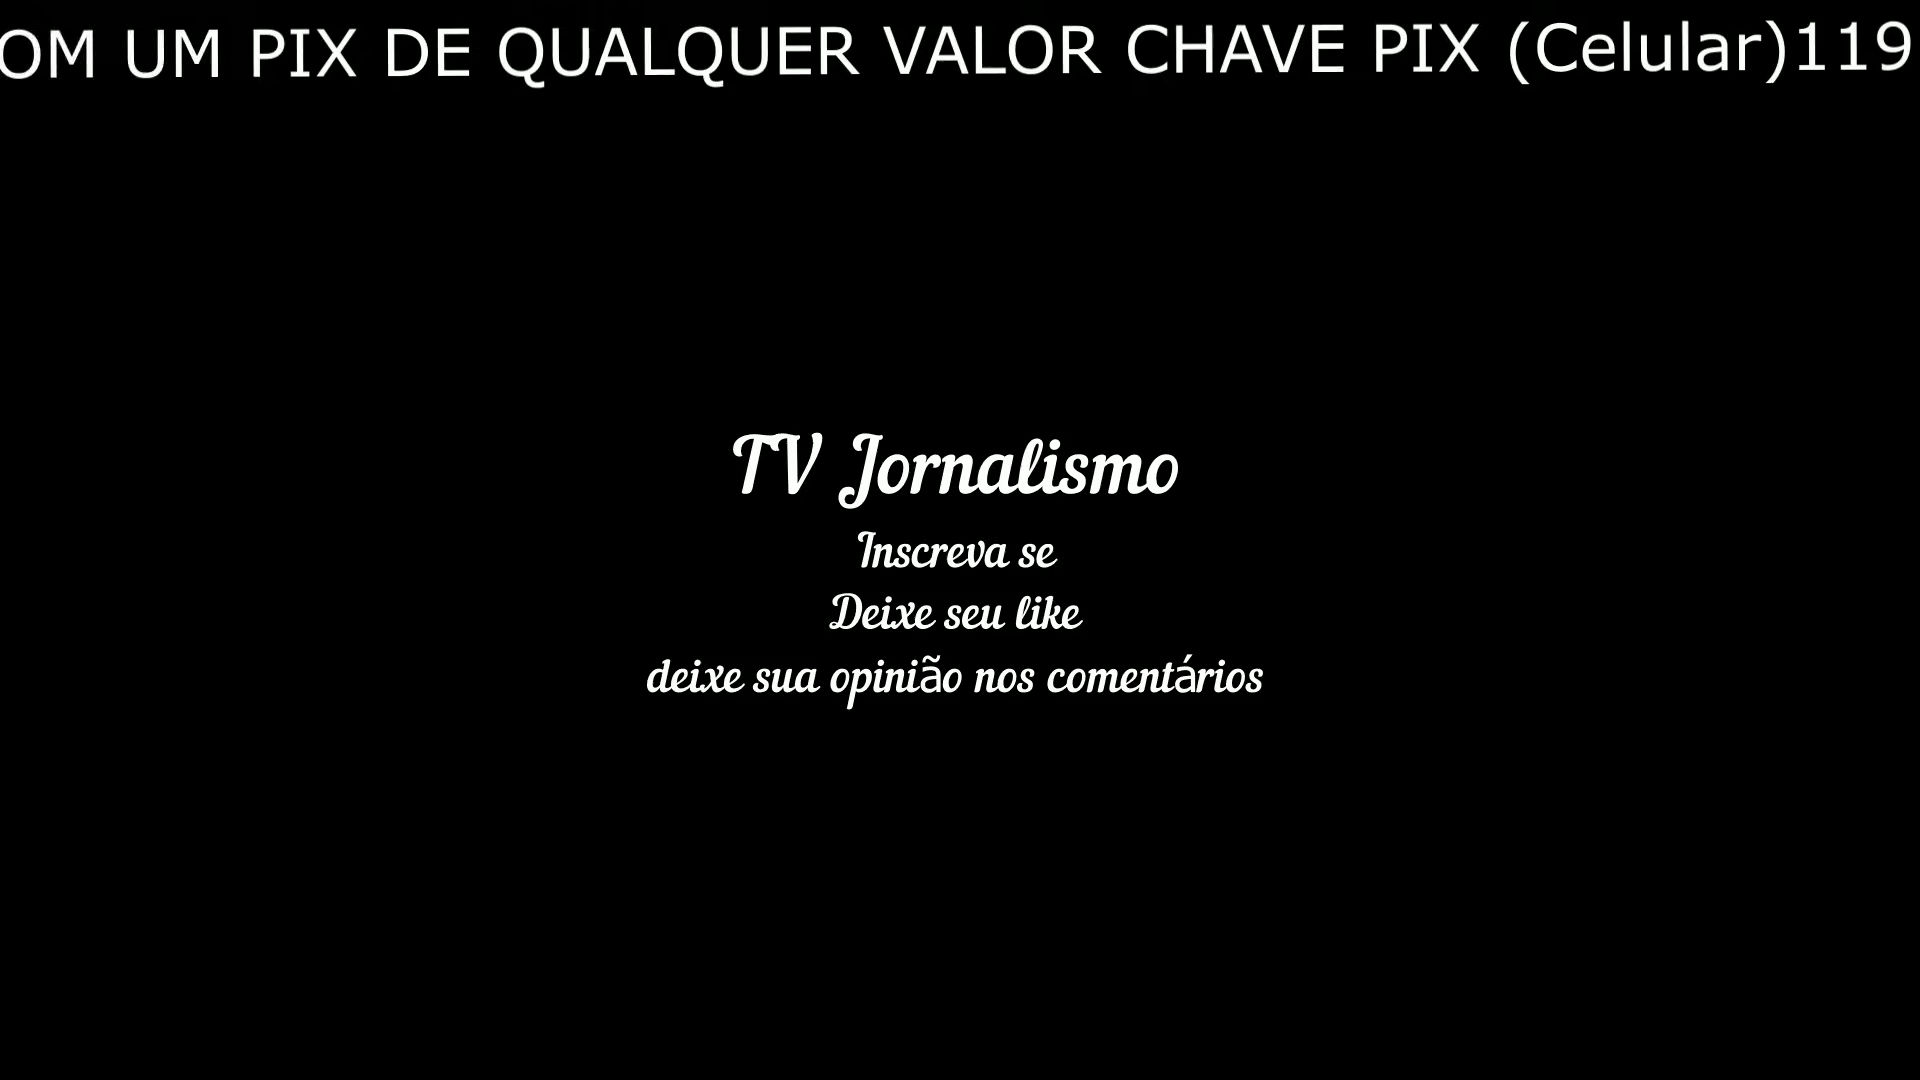 OM UM PIX DE QUALQUER VALOR CHAVE PIX (Celular)119
TV Jornalismo
Inscreva se
Deixe seu like
deixe sua opinião nos comentários